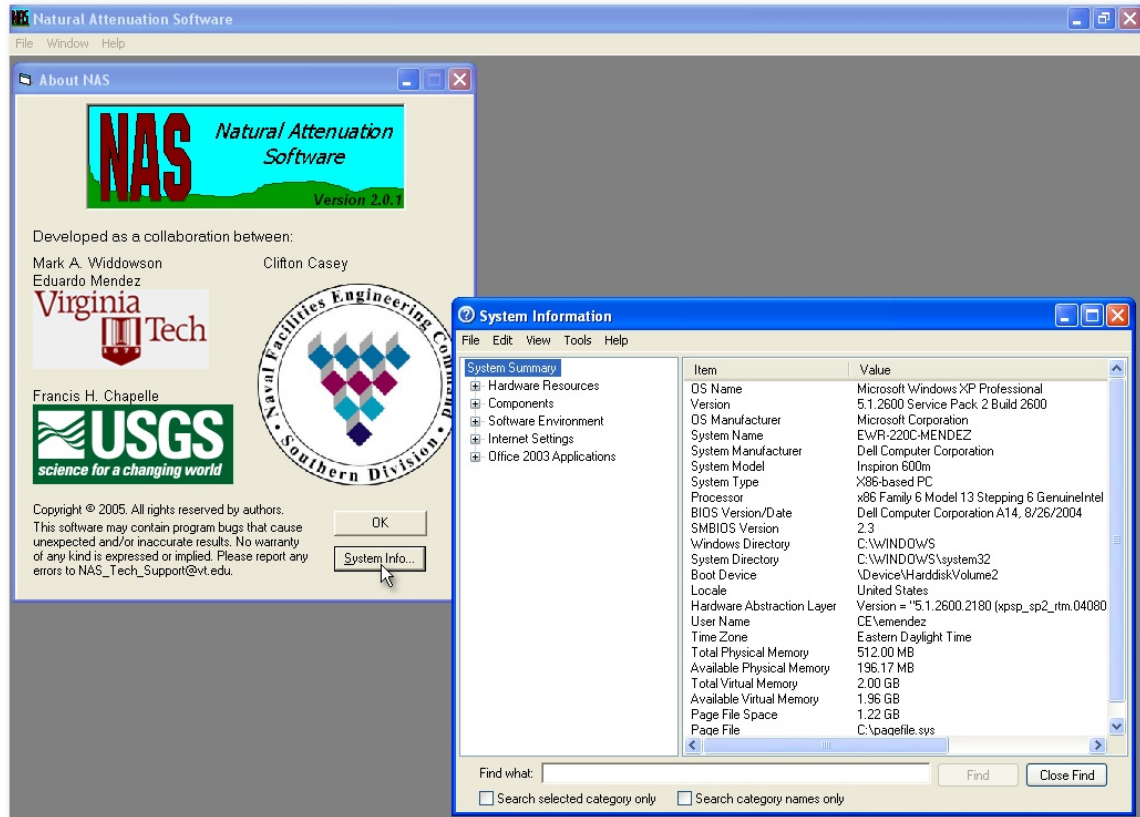 NAS Natural Attenuation Software
File Window Help
About NAS
NAS
Natural Attenuation
Software
Version 2.0.1
Developed as a collaboration between:
Mark A. Widdowson
Eduardo Mendez
Virginia
Tech
1872
Clifton Casey
Naval Facilities Engineering Command
Southern Division
Francis H. Chapelle
USGS
science for a changing world
Copyright © 2005. All rights reserved by authors.
This software may contain program bugs that cause
unexpected and/or inaccurate results. No warranty
of any kind is expressed or implied. Please report any
errors to NAS_Tech_Support@vt.edu.
OK
System Info...
System Information
File Edit View Tools Help
System Summary
Hardware Resources
Components
Software Environment
Internet Settings
Office 2003 Applications
Item Value
OS Name Microsoft Windows XP Professional
Version 5.1.2600 Service Pack 2 Build 2600
OS Manufacturer Microsoft Corporation
System Name EWR-220C-MENDEZ
System Manufacturer Dell Computer Corporation
System Model Inspiron 600m
System Type X86-based PC
Processor x86 Family 6 Model 13 Stepping 6 GenuineIntel
BIOS Version/Date Dell Computer Corporation A14, 8/26/2004
SMBIOS Version 2.3
Windows Directory C:\WINDOWS
System Directory C:\WINDOWS\system32
Boot Device \Device\HarddiskVolume2
Locale United States
Hardware Abstraction Layer Version = "5.1.2600.2180 (xpsp_sp2_rtm.04080
User Name CE\emendez
Time Zone Eastern Daylight Time
Total Physical Memory 512.00 MB
Available Physical Memory 196.17 MB
Total Virtual Memory 2.00 GB
Available Virtual Memory 1.96 GB
Page File Space 1.22 GB
Page File C:\pagefile.sys
Find what:
Find
Close Find
Search selected category only
Search category names only